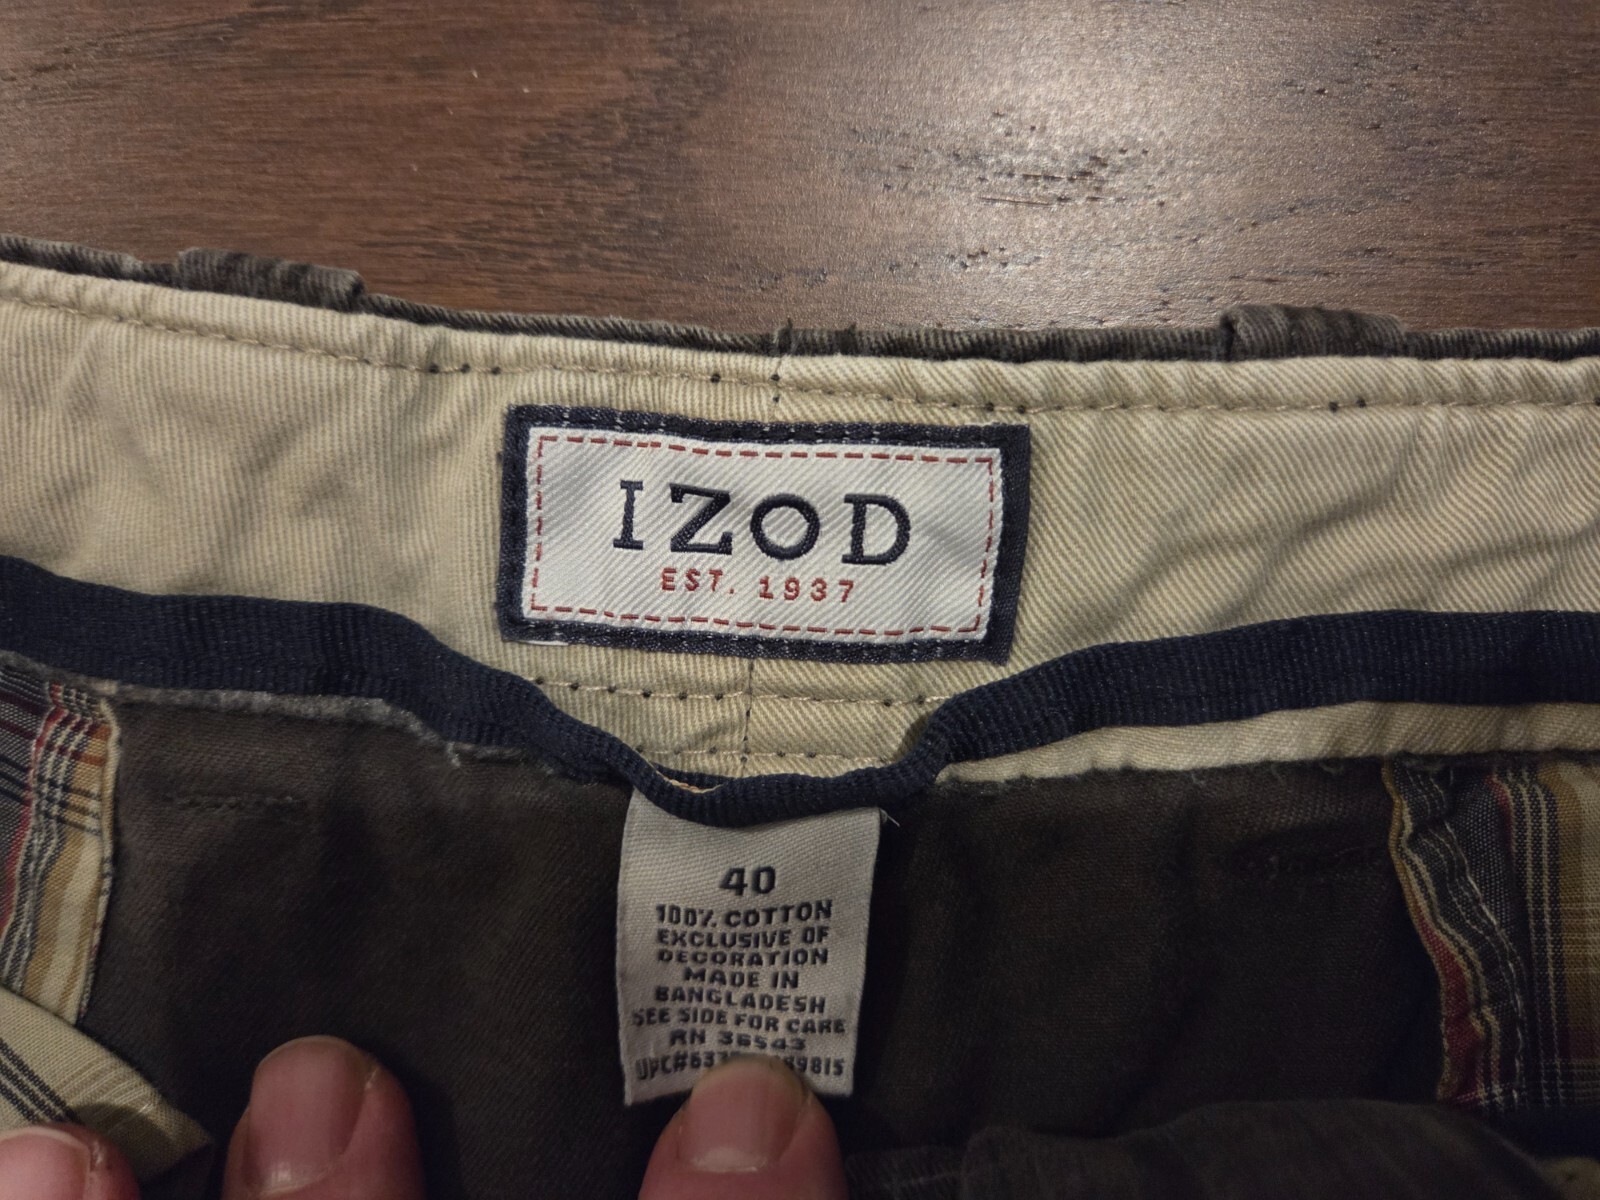 IZOD
EST. 1937
40
100% COTTON
EXCLUSIVE OF
DECORATION
MADE IN
BANGLADESH
SEE SIDE FOR CARE
RN 36543